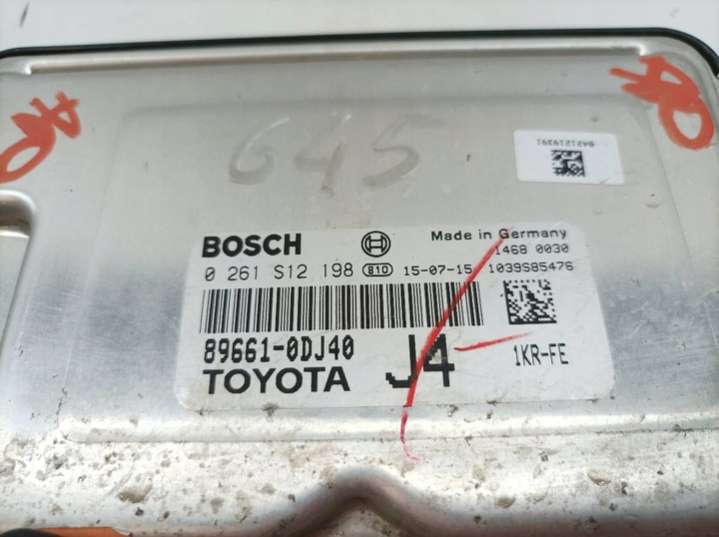 645
8421219391
BOSCH
Made in Germany
1468 0030
0 261 S12 198 810 15-07-15 1039S85476
89661-0DJ40
TOYOTA
J4
1KR-FE